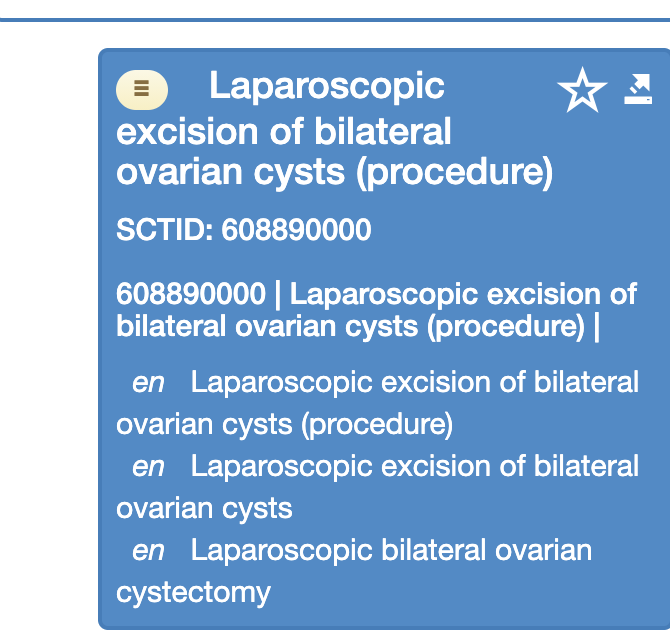 Laparoscopic
excision of bilateral
ovarian cysts (procedure)
SCTID: 608890000
608890000 | Laparoscopic excision of
bilateral ovarian cysts (procedure) |
en Laparoscopic excision of bilateral
ovarian cysts (procedure)
en Laparoscopic excision of bilateral
ovarian cysts
en Laparoscopic bilateral ovarian
cystectomy